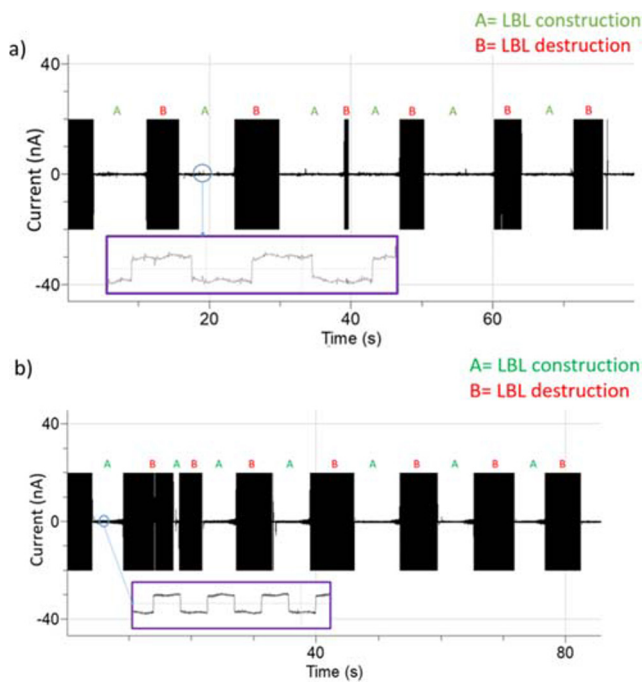 A= LBL construction
B= LBL destruction
a)
40
A B A B A B A B A B A B
0
-40
Current (nA)
20 40 60
Time (s)
A= LBL construction
B= LBL destruction
b)
40
A B A B A B A B A B A B A B
0
-40
Current (nA)
40 80
Time (s)